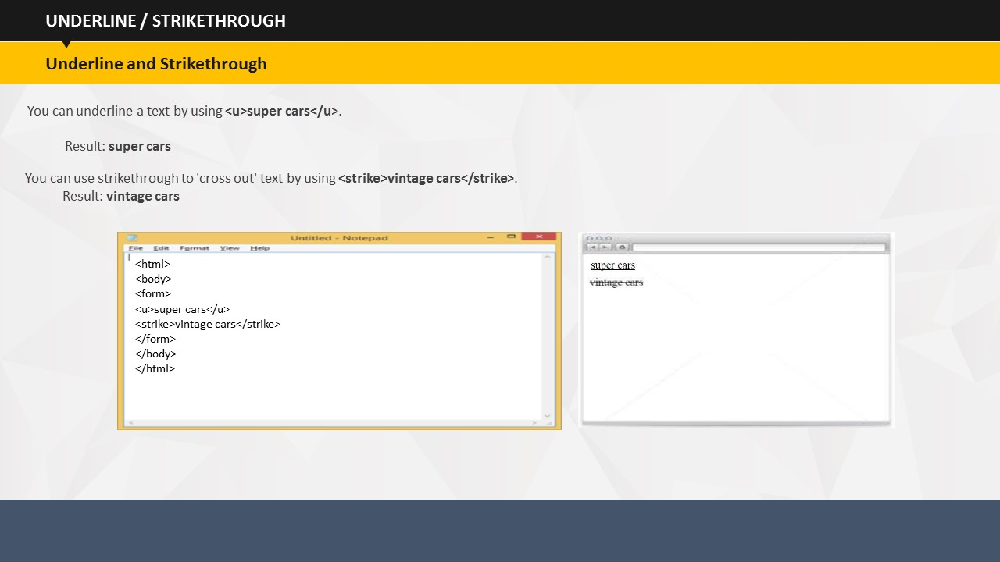 UNDERLINE / STRIKETHROUGH
Underline and Strikethrough
You can underline a text by using <u>super cars</u>.
Result: super cars
You can use strikethrough to 'cross out' text by using <strike>vintage cars</strike>.
Result: vintage cars
Untitled - Notepad
File Edit Format View Help
<html>
<body>
<form>
<u>super cars</u>
<strike>vintage cars</strike>
</form>
</body>
</html>
super cars
vintage cars